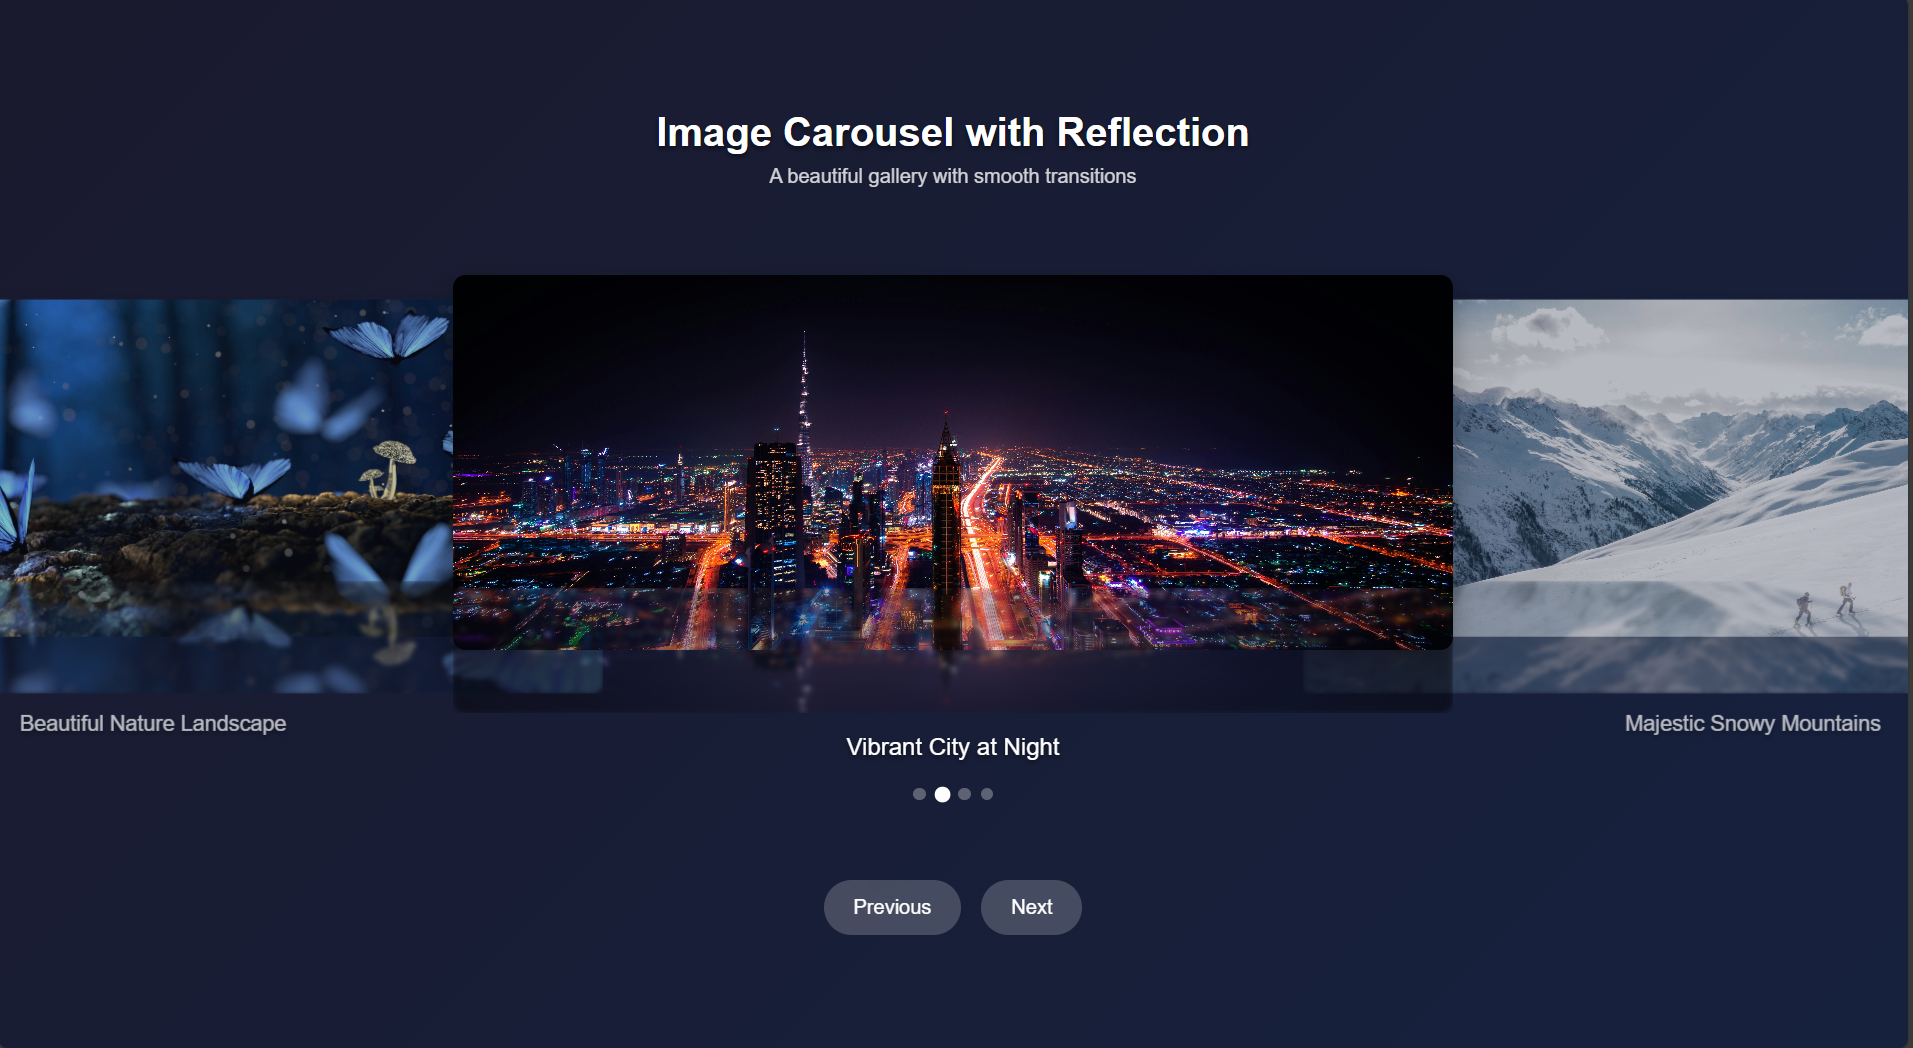 Image Carousel with Reflection
A beautiful gallery with smooth transitions
Beautiful Nature Landscape
Majestic Snowy Mountains
Vibrant City at Night
Previous
Next